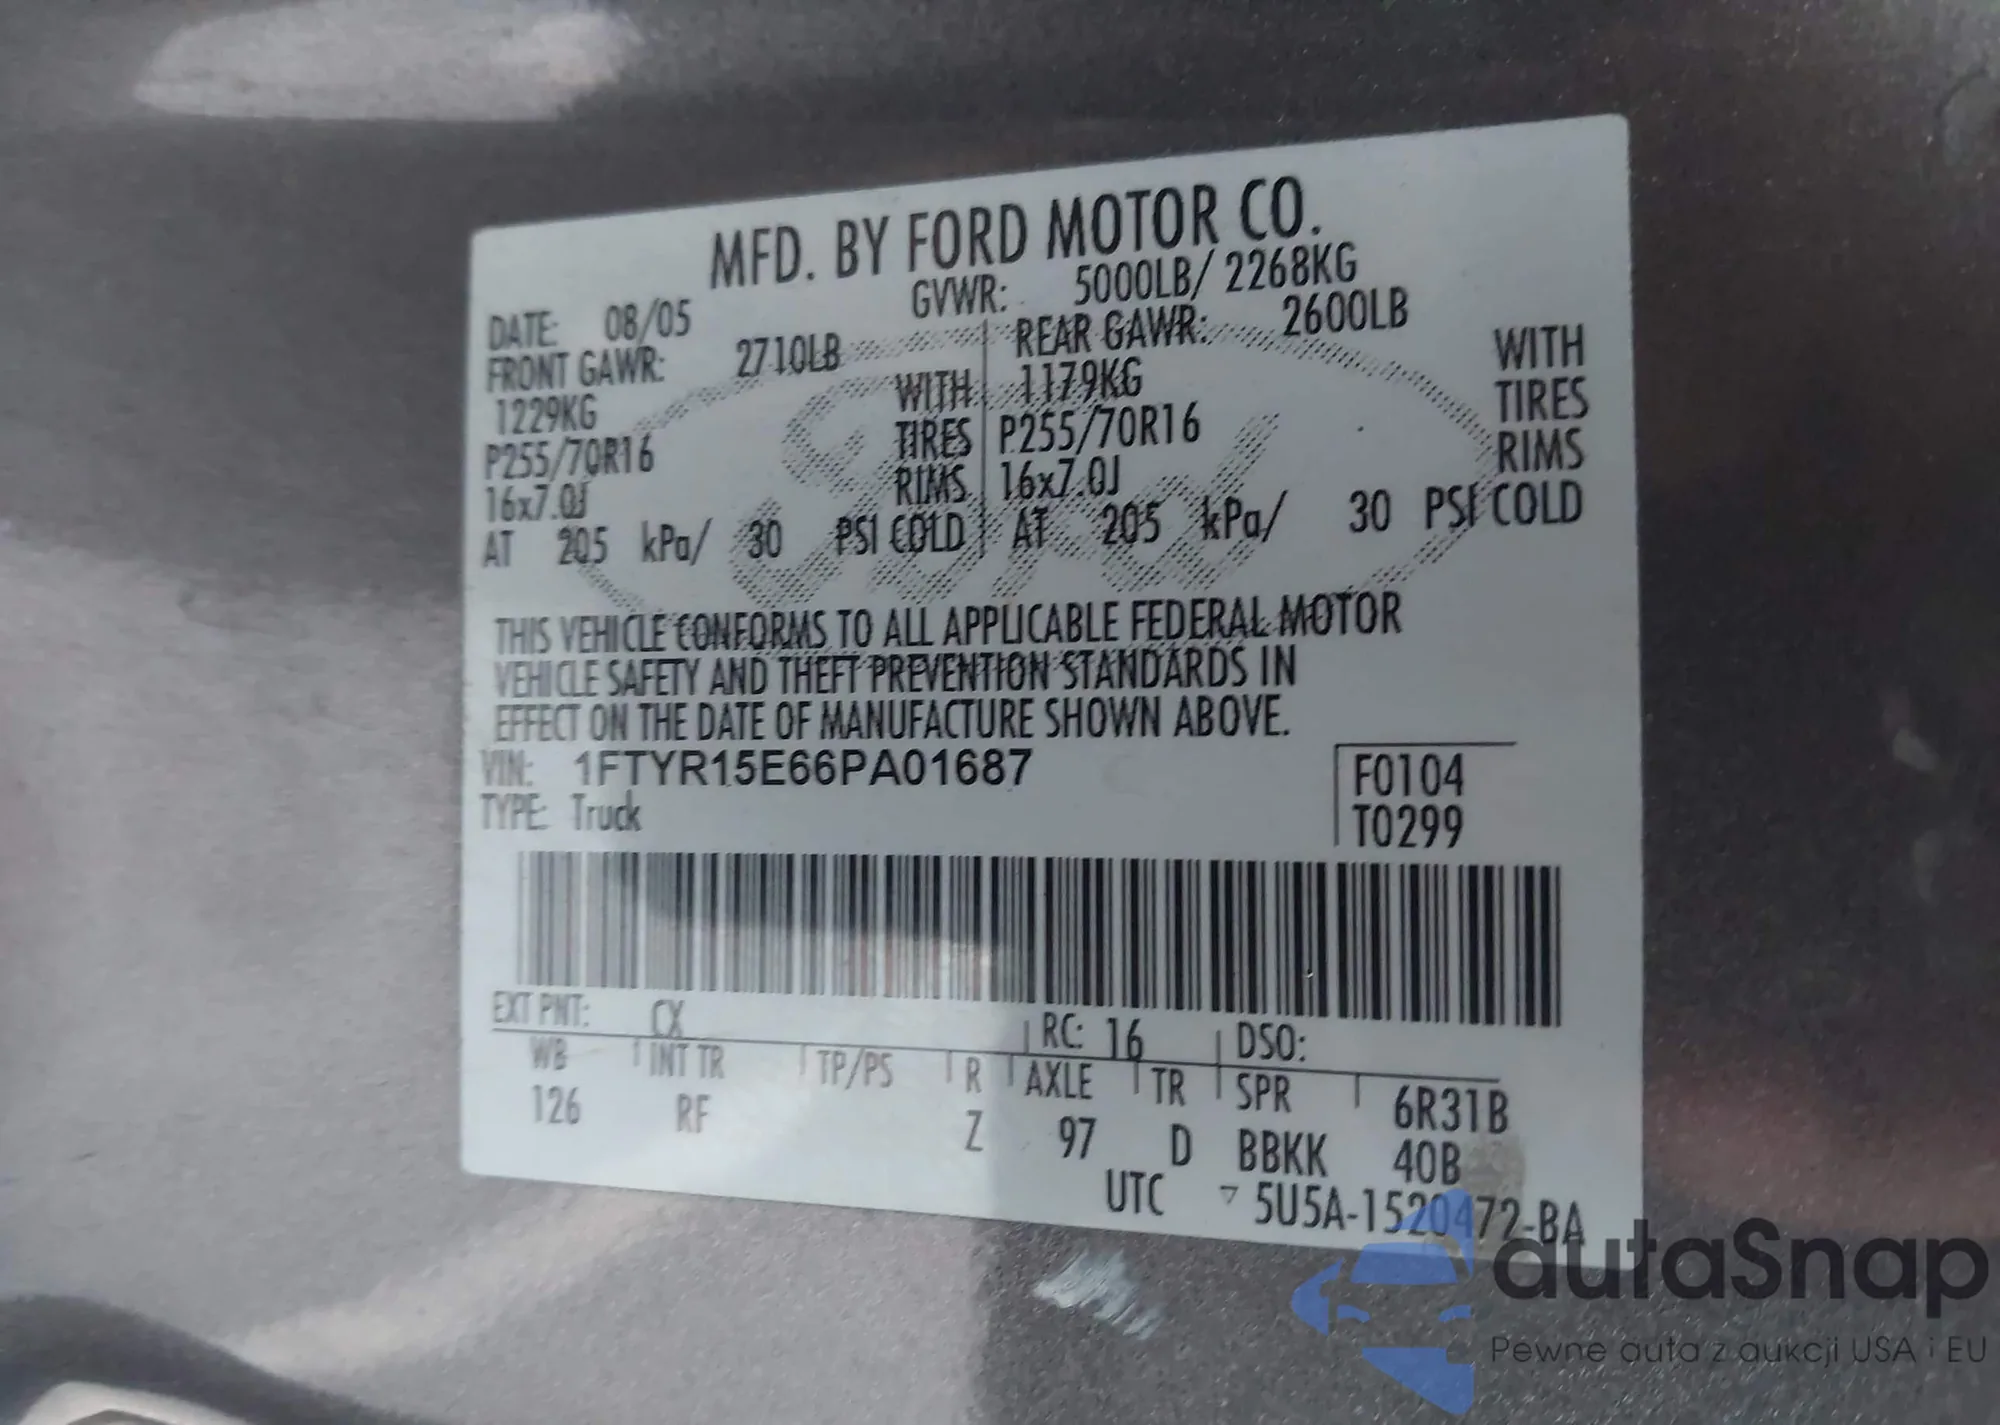 MFD. BY FORD MOTOR CO.
DATE: 08/05 GVWR: 5000LB/ 2268KG
FRONT GAWR: 2710LB REAR GAWR: 2600LB
1229KG WITH 1179KG WITH
P255/70R16 TIRES P255/70R16 TIRES
16x7.0J RIMS 16x7.0J RIMS
AT 205 kPa/ 30 PSI COLD AT 205 kPa/ 30 PSI COLD
THIS VEHICLE CONFORMS TO ALL APPLICABLE FEDERAL MOTOR
VEHICLE SAFETY AND THEFT PREVENTION STANDARDS IN
EFFECT ON THE DATE OF MANUFACTURE SHOWN ABOVE.
VIN: 1FTYR15E66PA01687 F0104
TYPE: Truck T0299
EXT PNT: CX RC: 16 DSO:
WB INT TR TP/PS R AXLE TR SPR 6R31B
126 RF Z 97 D BBKK 40B
UTC ▽ 5U5A-1520472-BA
autaSnap
Pewne auta z aukcji USA i EU